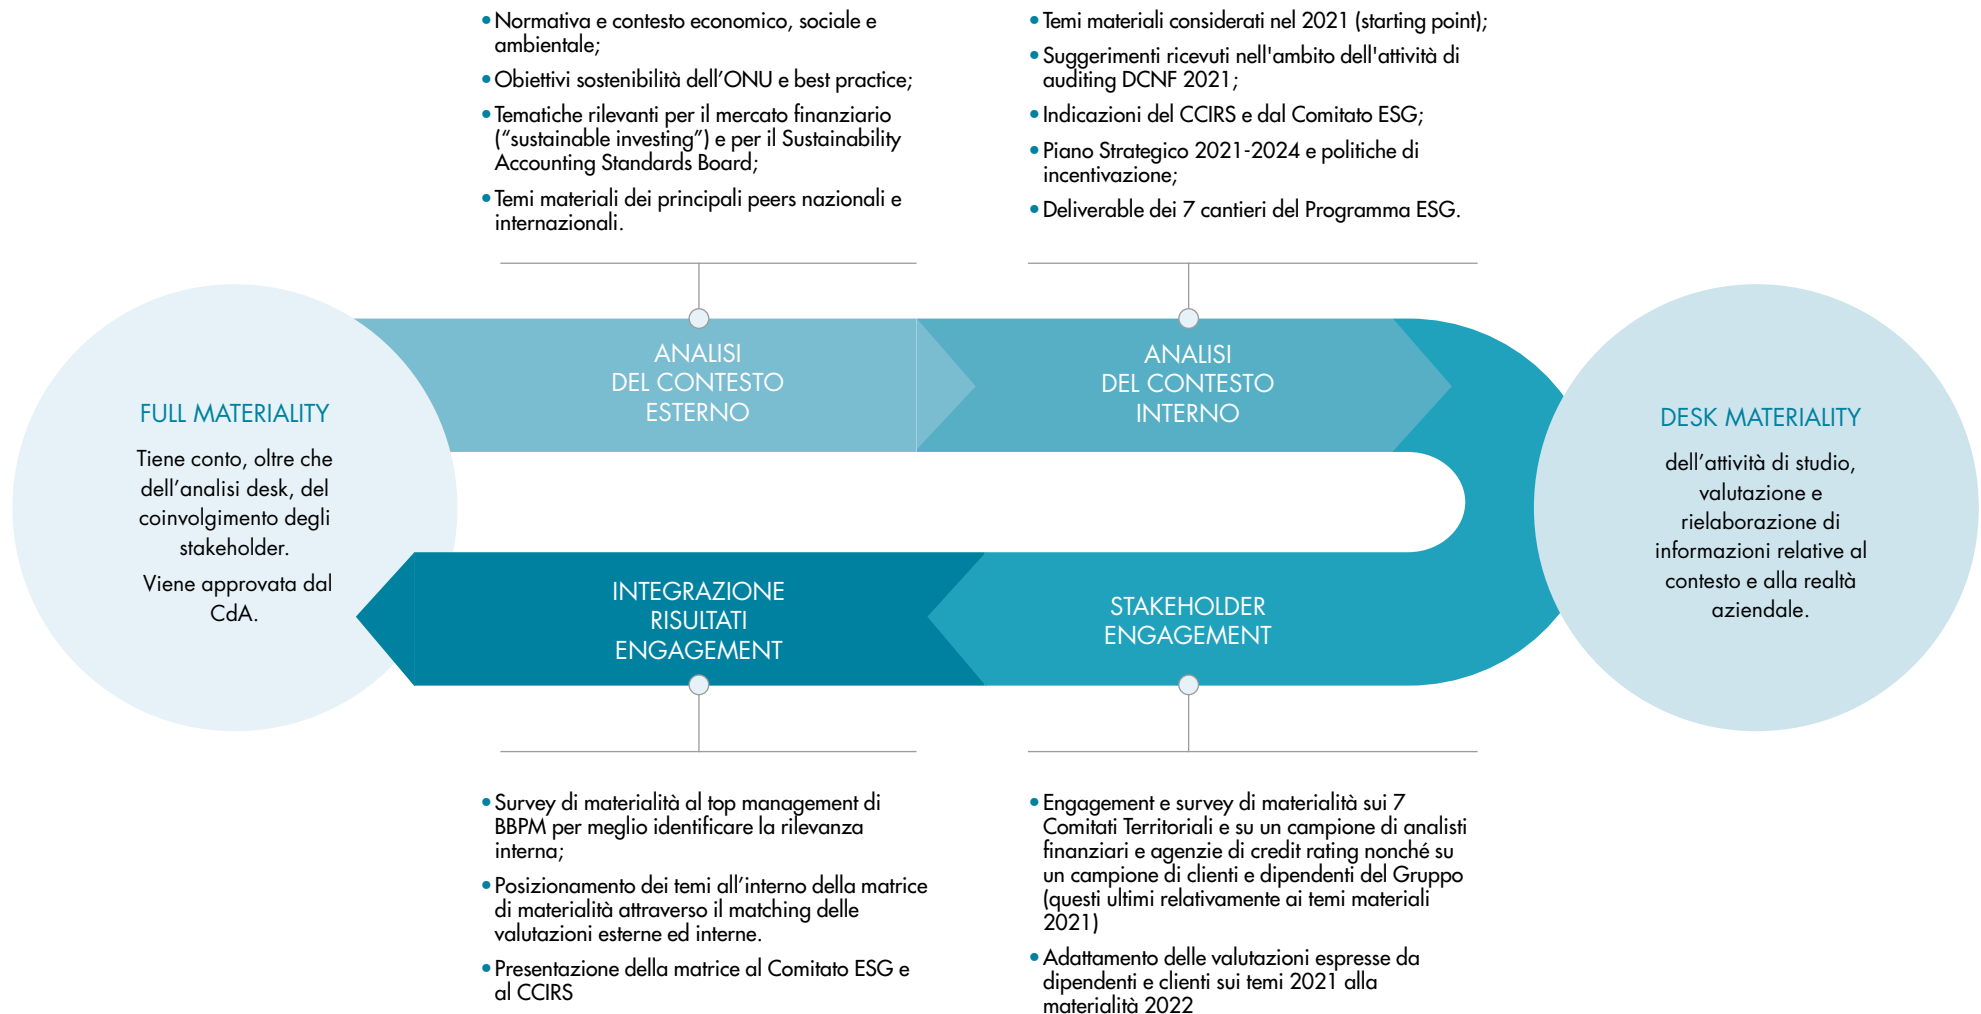 • Normativa e contesto economico, sociale e
ambientale;
• Obiettivi sostenibilità dell’ONU e best practice;
• Tematiche rilevanti per il mercato finanziario
(“sustainable investing”) e per il Sustainability
Accounting Standards Board;
• Temi materiali dei principali peers nazionali e
internazionali.
• Temi materiali considerati nel 2021 (starting point);
• Suggerimenti ricevuti nell'ambito dell'attività di
auditing DCNF 2021;
• Indicazioni del CCIRS e dal Comitato ESG;
• Piano Strategico 2021-2024 e politiche di
incentivazione;
• Deliverable dei 7 cantieri del Programma ESG.
ANALISI
DEL CONTESTO
ESTERNO
ANALISI
DEL CONTESTO
INTERNO
FULL MATERIALITY
Tiene conto, oltre che
dell’analisi desk, del
coinvolgimento degli
stakeholder.
Viene approvata dal
CdA.
DESK MATERIALITY
dell’attività di studio,
valutazione e
rielaborazione di
informazioni relative al
contesto e alla realtà
aziendale.
INTEGRAZIONE
RISULTATI
ENGAGEMENT
STAKEHOLDER
ENGAGEMENT
• Survey di materialità al top management di
BBPM per meglio identificare la rilevanza
interna;
• Posizionamento dei temi all’interno della matrice
di materialità attraverso il matching delle
valutazioni esterne ed interne.
• Presentazione della matrice al Comitato ESG e
al CCIRS
• Engagement e survey di materialità sui 7
Comitati Territoriali e su un campione di analisti
finanziari e agenzie di credit rating nonché su
un campione di clienti e dipendenti del Gruppo
(questi ultimi relativamente ai temi materiali
2021)
• Adattamento delle valutazioni espresse da
dipendenti e clienti sui temi 2021 alla
materialità 2022